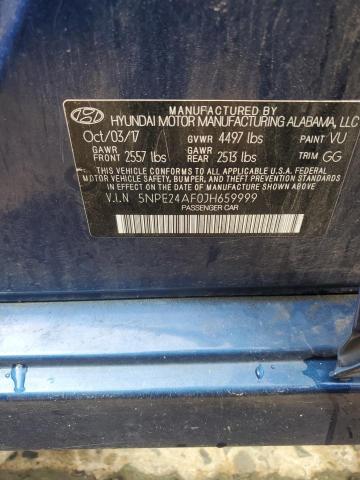 MANUFACTURED BY
HYUNDAI MOTOR MANUFACTURING ALABAMA, LLC
Oct/03/17 GVWR 4497 lbs PAINT VU
GAWR FRONT 2557 lbs GAWR REAR 2513 lbs TRIM GG
THIS VEHICLE CONFORMS TO ALL APPLICABLE U.S. FEDERAL
MOTOR VEHICLE SAFETY, BUMPER, AND THEFT PREVENTION STANDARDS
IN EFFECT ON THE DATE OF MANUFACTURE SHOWN ABOVE.
V.I.N 5NPE24AF0JH659999
PASSENGER CAR